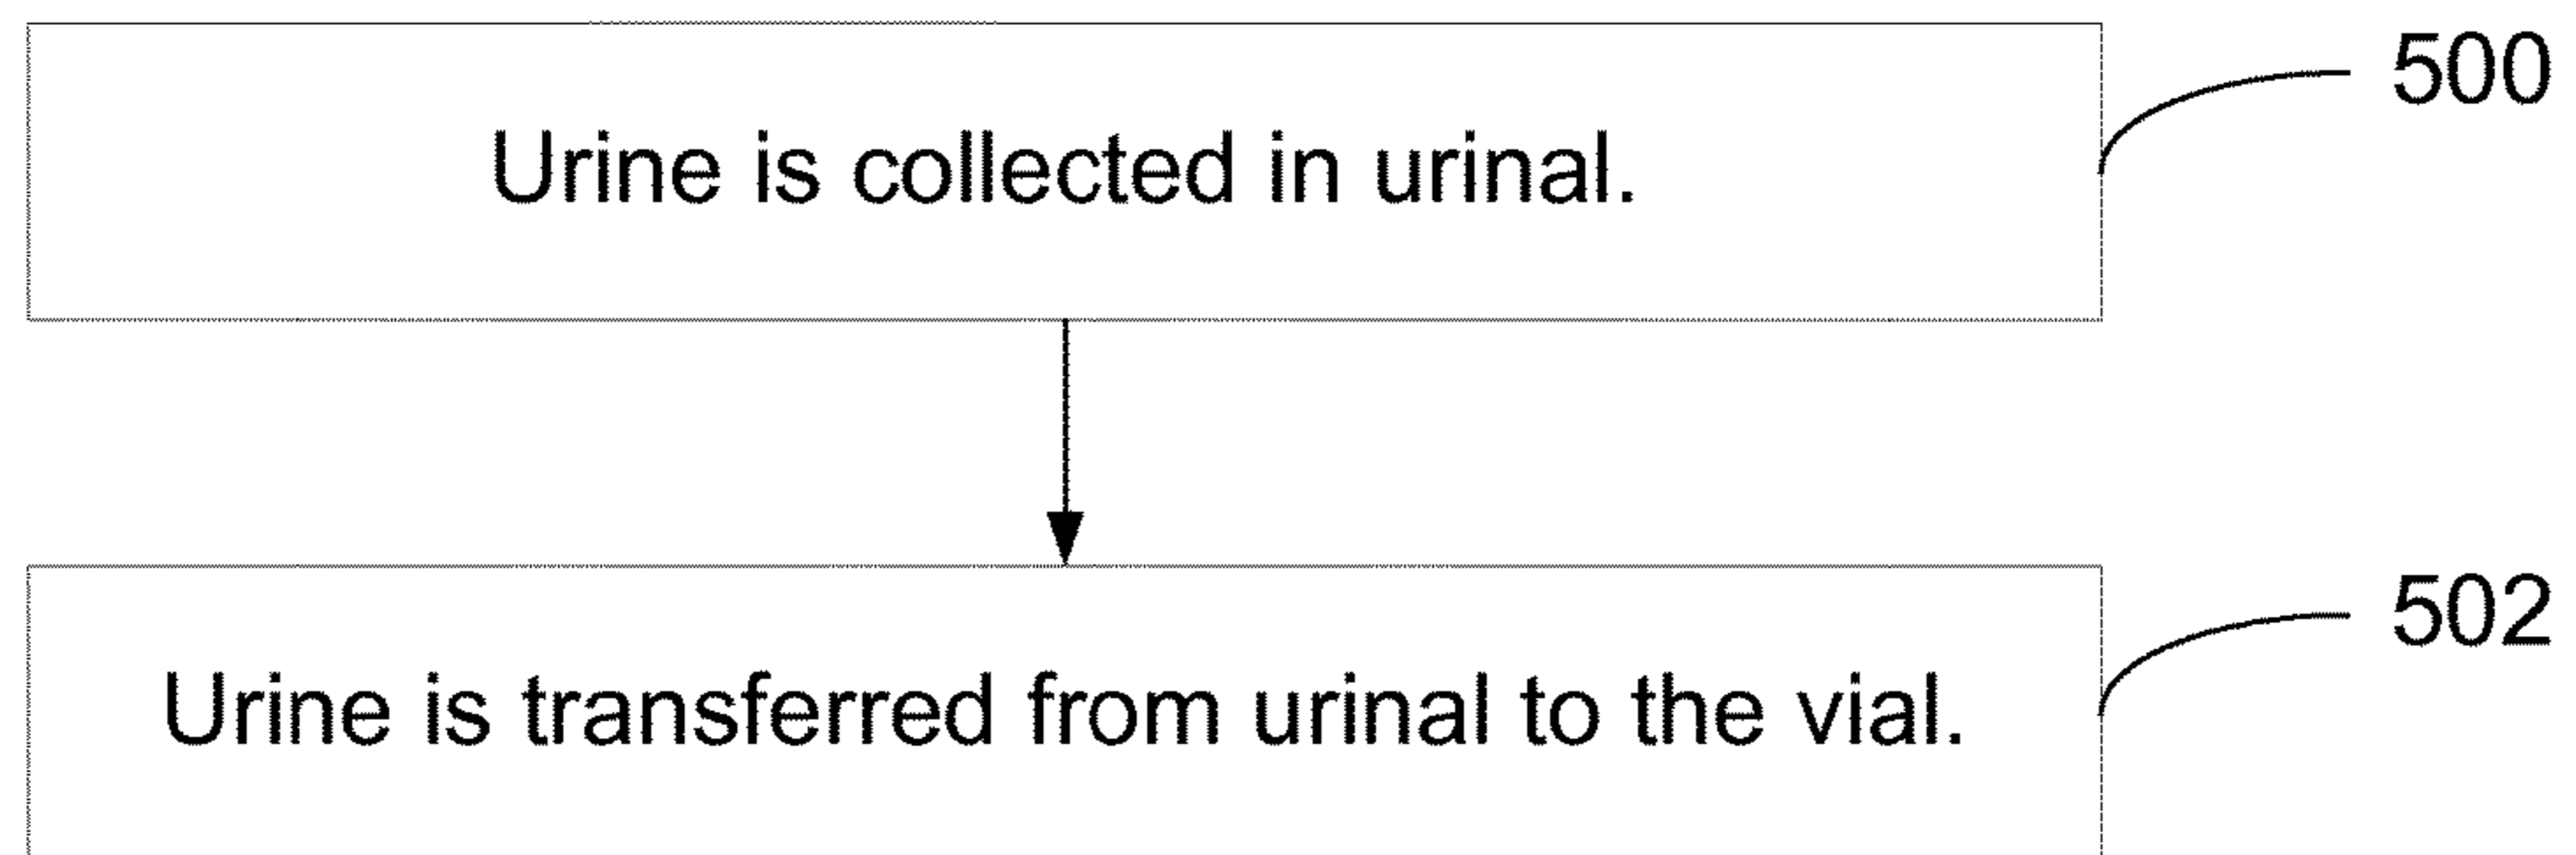 500
Urine is collected in urinal.
502
Urine is transferred from urinal to the vial.